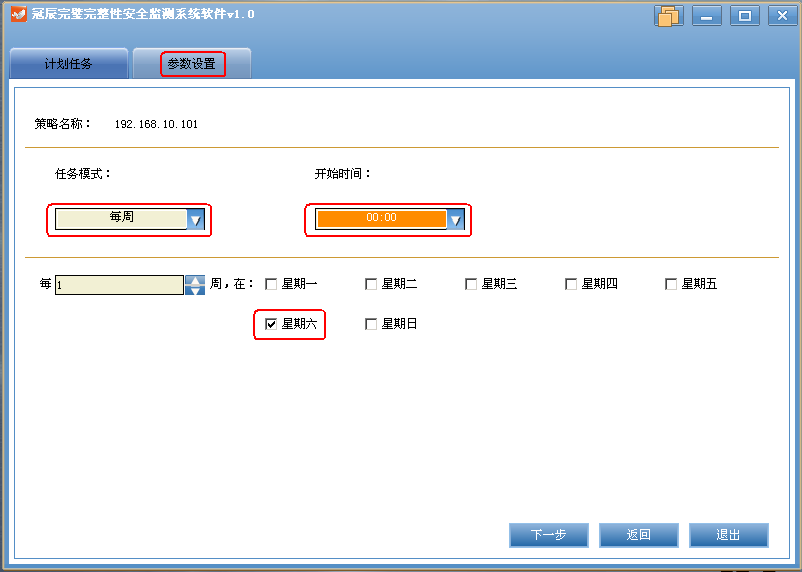 冠辰完璧完整性安全监测系统软件v1.0
计划任务 参数设置
策略名称： 192.168.10.101
任务模式： 开始时间：
每周 00:00
每 1 周，在： 星期一 星期二 星期三 星期四 星期五
星期六 星期日
下一步 返回 退出